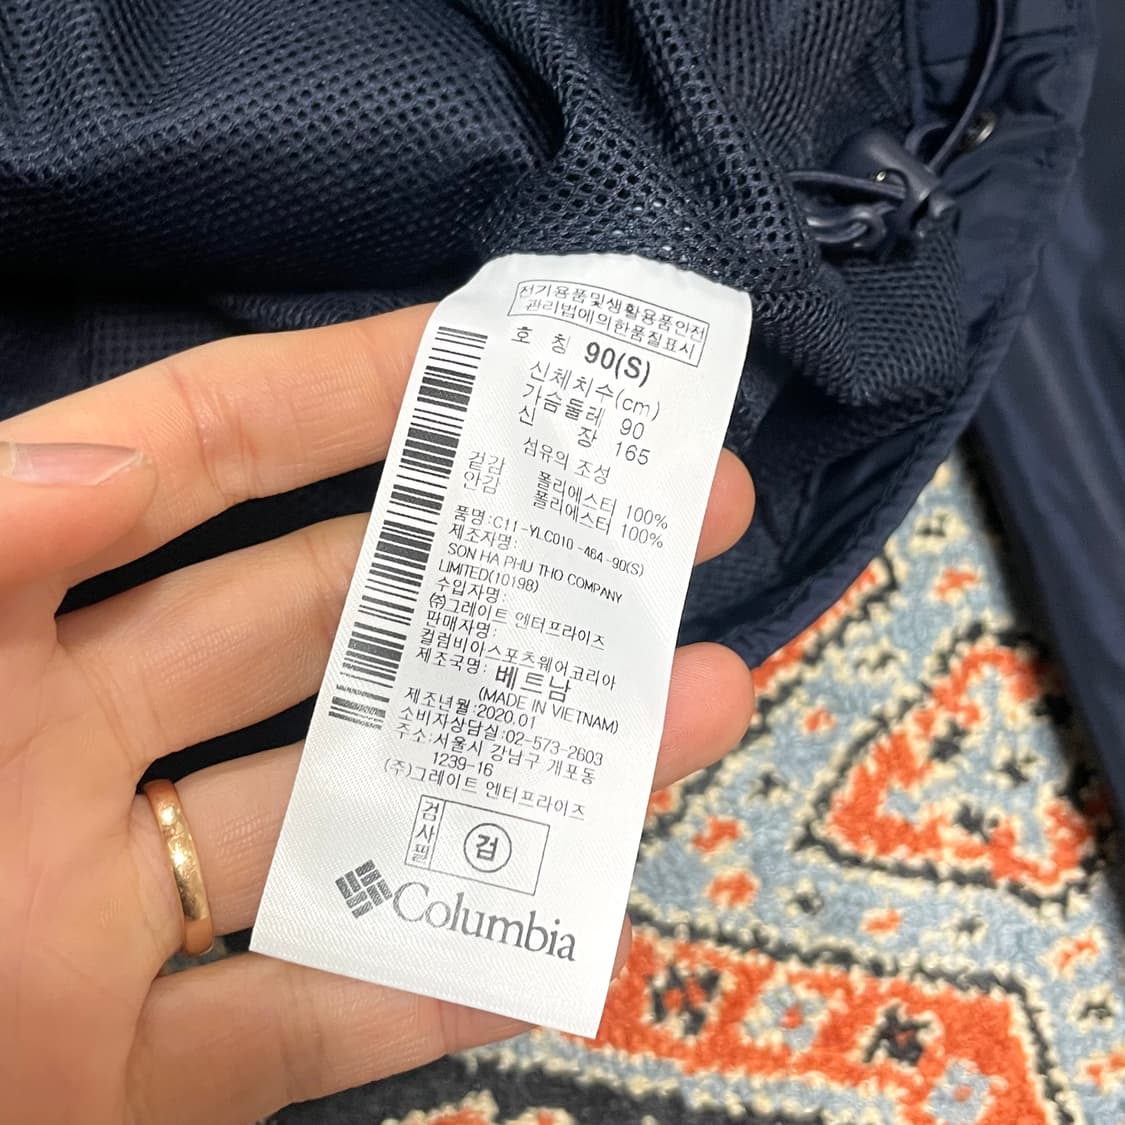 전기용품및생활용품안전
관리법에의한품질표시
호 칭 90(S)
신체치수(cm)
가슴둘레 90
신 장 165
섬유의 조성
겉감 폴리에스터 100%
안감 폴리에스터 100%
품명:C11-YLC010-464-90(S)
제조자명:
SON HA PHU THO COMPANY
LIMITED(10198)
수입자명:
㈜그레이트 엔터프라이즈
판매자명:
컬럼비아스포츠웨어코리아
제조국명: 베트남
(MADE IN VIETNAM)
제조년월:2020.01
소비자상담실:02-573-2603
주소:서울시 강남구 개포동
1239-16
(주)그레이트 엔터프라이즈
검사필 검
Columbia